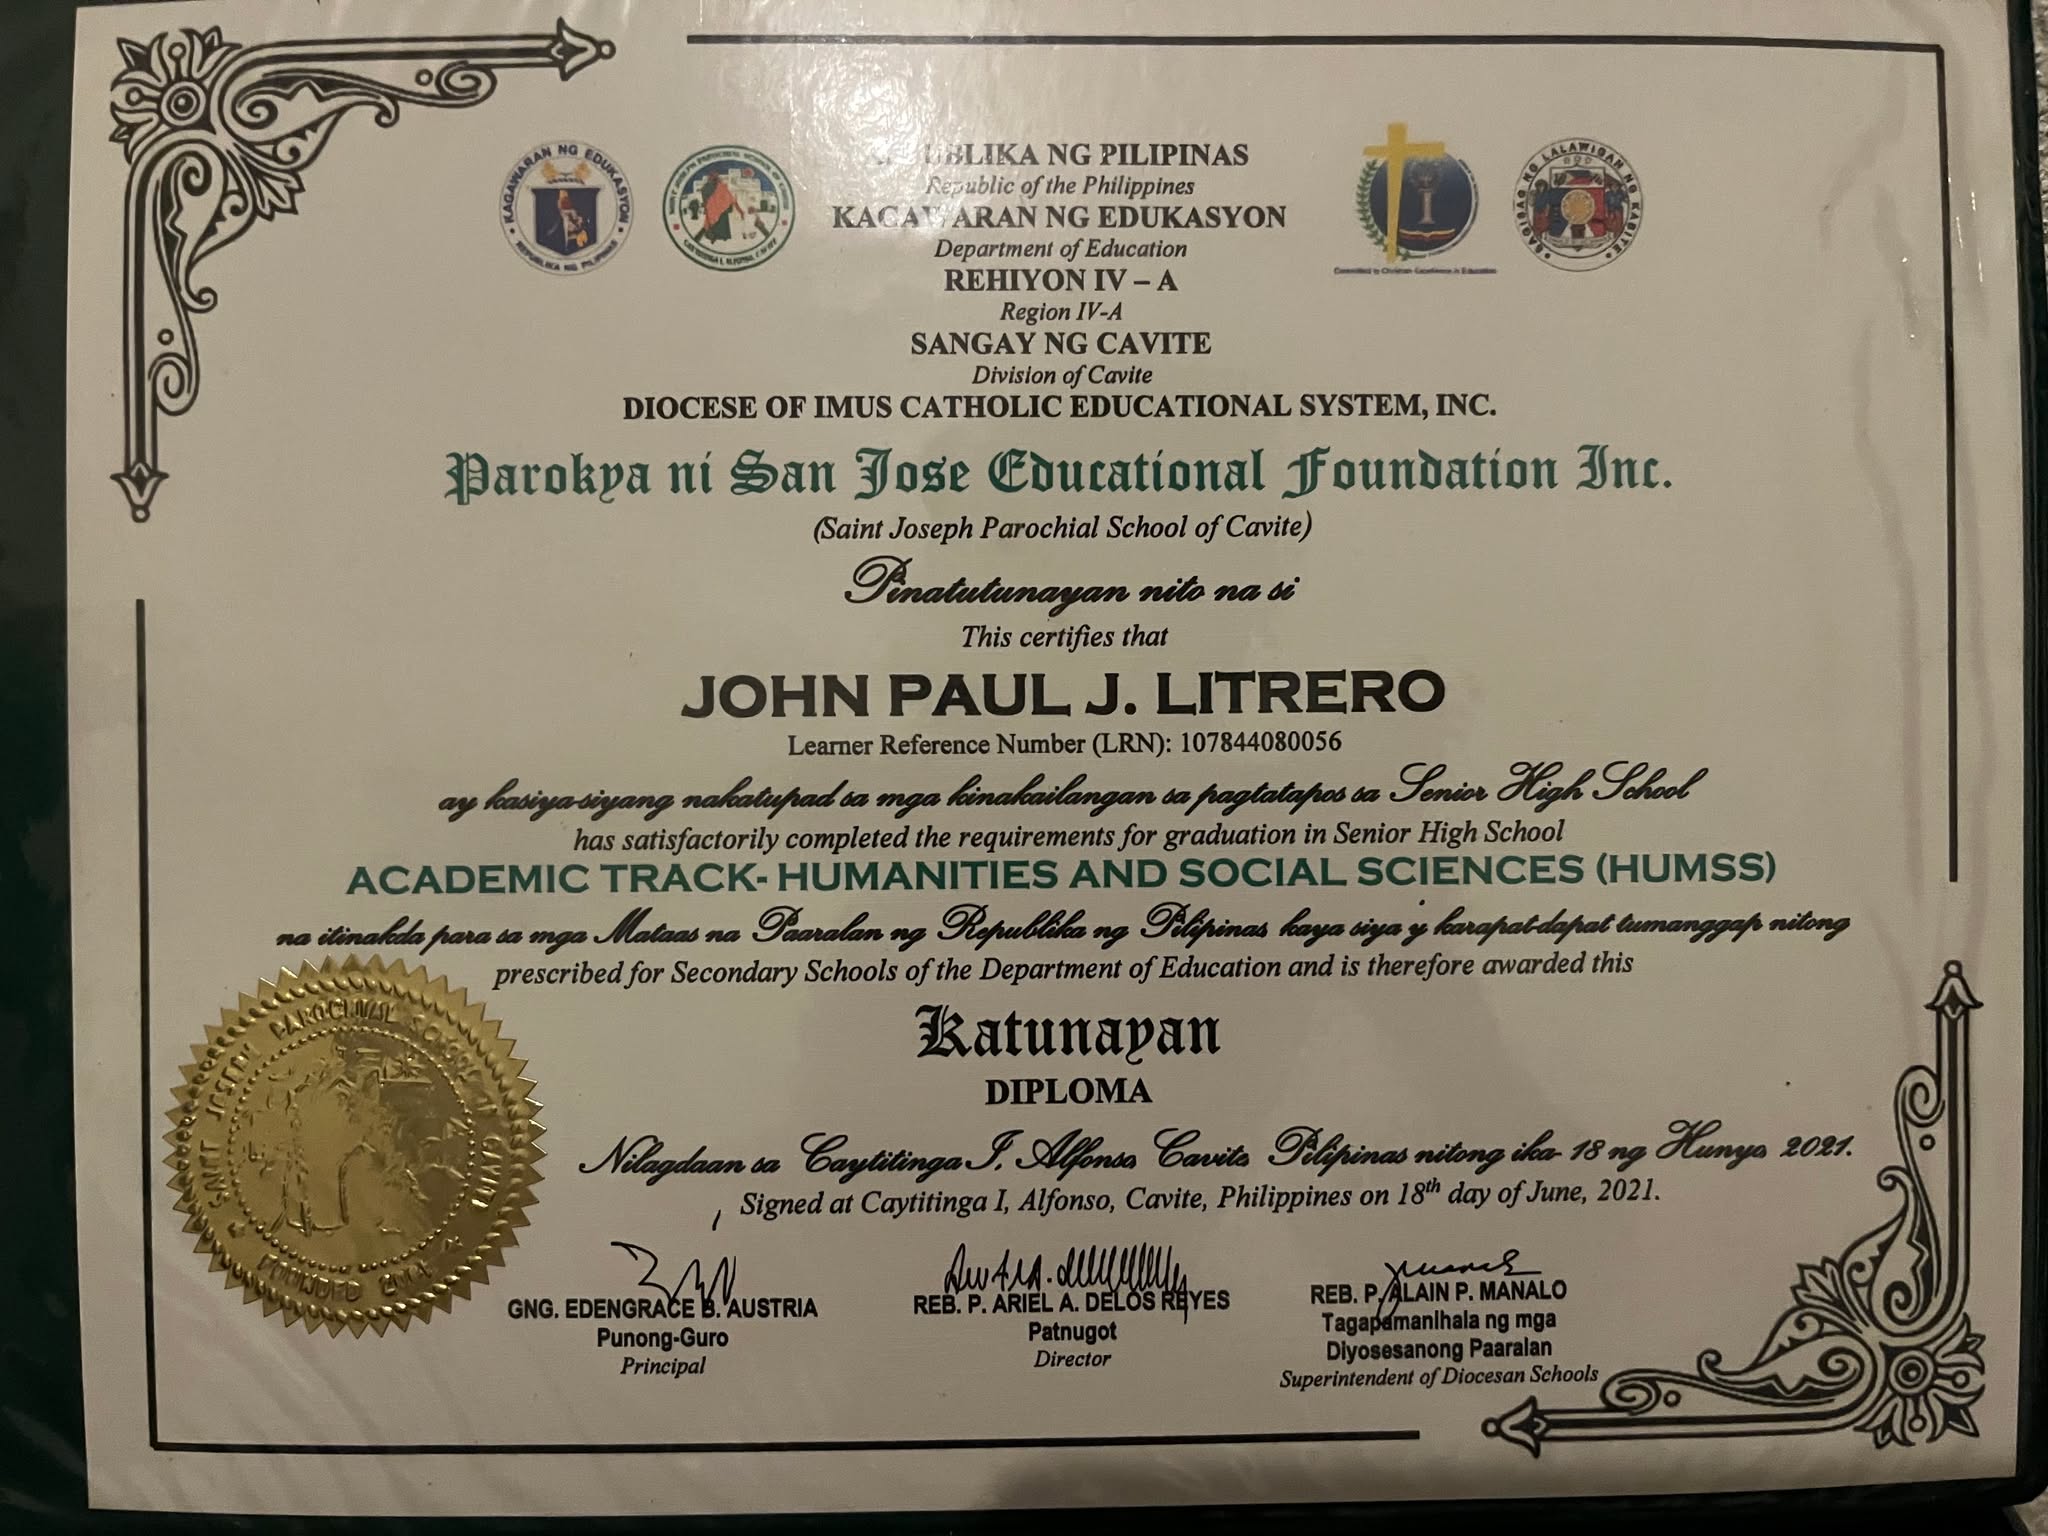 KAGAWARAN NG EDUKASYON
REPUBLIKA NG PILIPINAS
Committed to Christian Excellence in Education
SAGISAG NG LALAWIGAN NG KABITE
REPUBLIKA NG PILIPINAS
Republic of the Philippines
KAGAWARAN NG EDUKASYON
Department of Education
REHIYON IV – A
Region IV-A
SANGAY NG CAVITE
Division of Cavite
DIOCESE OF IMUS CATHOLIC EDUCATIONAL SYSTEM, INC.
Parokya ni San Jose Educational Foundation Inc.
(Saint Joseph Parochial School of Cavite)
Pinatutunayan nito na si
This certifies that
JOHN PAUL J. LITRERO
Learner Reference Number (LRN): 107844080056
ay kasiya-siyang nakatupad sa mga kinakailangan sa pagtatapos sa Senior High School
has satisfactorily completed the requirements for graduation in Senior High School
ACADEMIC TRACK- HUMANITIES AND SOCIAL SCIENCES (HUMSS)
na itinakda para sa mga Mataas na Paaralan ng Republika ng Pilipinas kaya siya'y karapat-dapat tumanggap nitong
prescribed for Secondary Schools of the Department of Education and is therefore awarded this
Katunayan
DIPLOMA
Nilagdaan sa Caytitinga I, Alfonso, Cavite, Pilipinas nitong ika- 18 ng Hunyo, 2021.
Signed at Caytitinga I, Alfonso, Cavite, Philippines on 18th day of June, 2021.
SAINT JOSEPH PAROCHIAL SCHOOL OF CAVITE
FOUNDED 2004
GNG. EDENGRACE B. AUSTRIA
Punong-Guro
Principal
REB. P. ARIEL A. DELOS REYES
Patnugot
Director
REB. P. ALAIN P. MANALO
Tagapamanihala ng mga
Diyosesanong Paaralan
Superintendent of Diocesan Schools